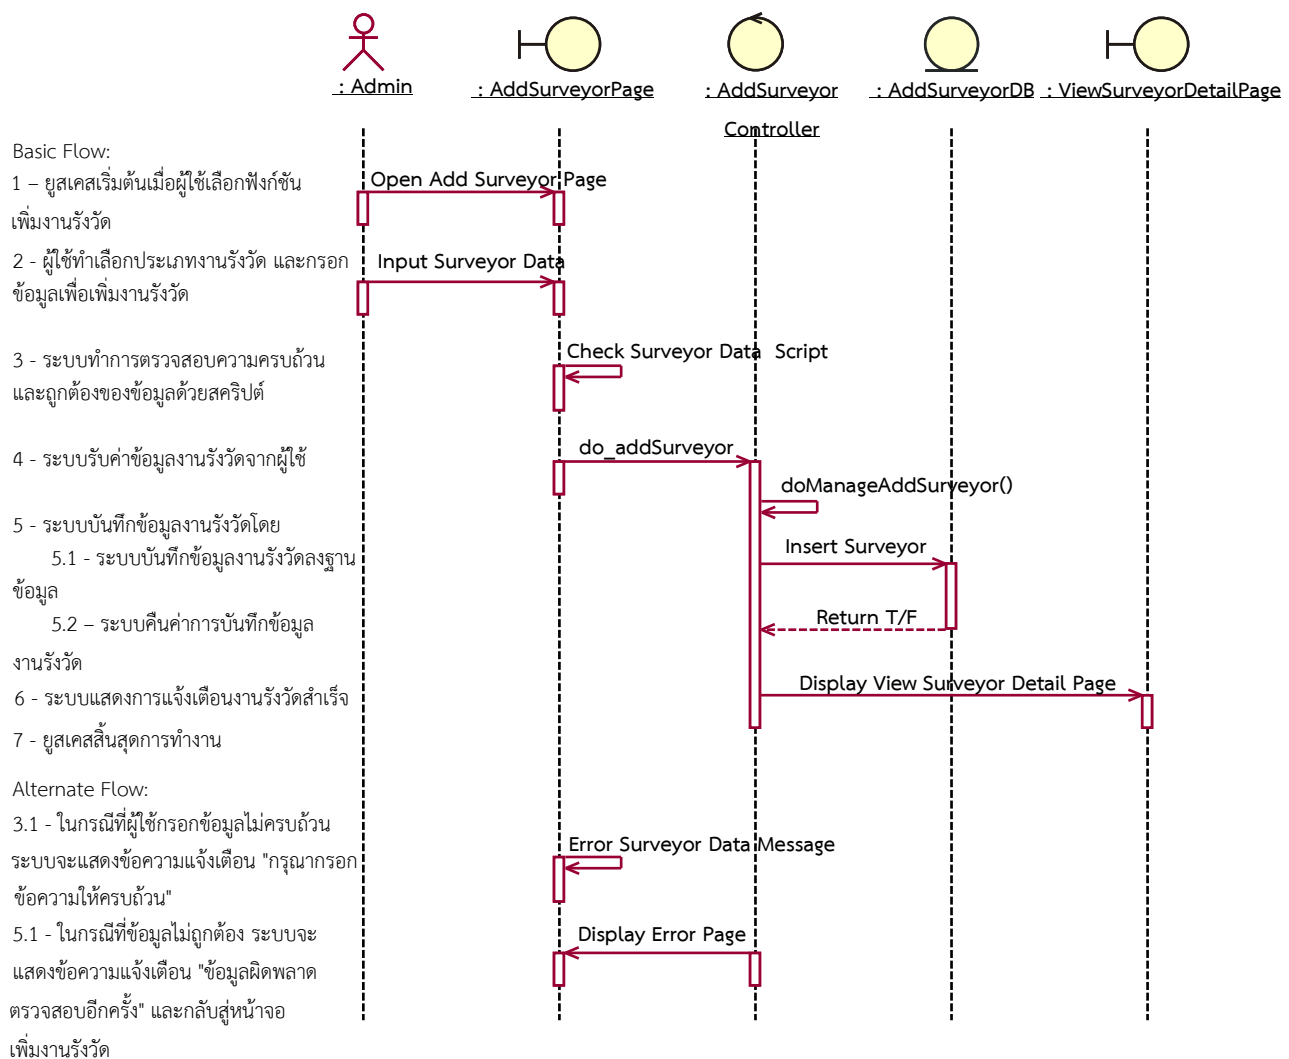 : Admin
: AddSurveyorPage
: AddSurveyor
Controller
: AddSurveyorDB
: ViewSurveyorDetailPage
Basic Flow:
1 – ยูสเคสเริ่มต้นเมื่อผู้ใช้เลือกฟังก์ชัน
เพิ่มงานรังวัด
Open Add Surveyor Page
2 - ผู้ใช้ทำเลือกประเภทงานรังวัด และกรอก
ข้อมูลเพื่อเพิ่มงานรังวัด
Input Surveyor Data
3 - ระบบทำการตรวจสอบความครบถ้วน
และถูกต้องของข้อมูลด้วยสคริปต์
Check Surveyor Data  Script
4 - ระบบรับค่าข้อมูลงานรังวัดจากผู้ใช้
do_addSurveyor
doManageAddSurveyor()
5 - ระบบบันทึกข้อมูลงานรังวัดโดย
5.1 - ระบบบันทึกข้อมูลงานรังวัดลงฐาน
ข้อมูล
Insert Surveyor
5.2 – ระบบคืนค่าการบันทึกข้อมูล
งานรังวัด
Return T/F
6 - ระบบแสดงการแจ้งเตือนงานรังวัดสำเร็จ
Display View Surveyor Detail Page
7 - ยูสเคสสิ้นสุดการทำงาน
Alternate Flow:
3.1 - ในกรณีที่ผู้ใช้กรอกข้อมูลไม่ครบถ้วน
ระบบจะแสดงข้อความแจ้งเตือน "กรุณากรอก
ข้อความให้ครบถ้วน"
Error Surveyor Data Message
5.1 - ในกรณีที่ข้อมูลไม่ถูกต้อง ระบบจะ
แสดงข้อความแจ้งเตือน "ข้อมูลผิดพลาด
ตรวจสอบอีกครั้ง" และกลับสู่หน้าจอ
เพิ่มงานรังวัด
Display Error Page